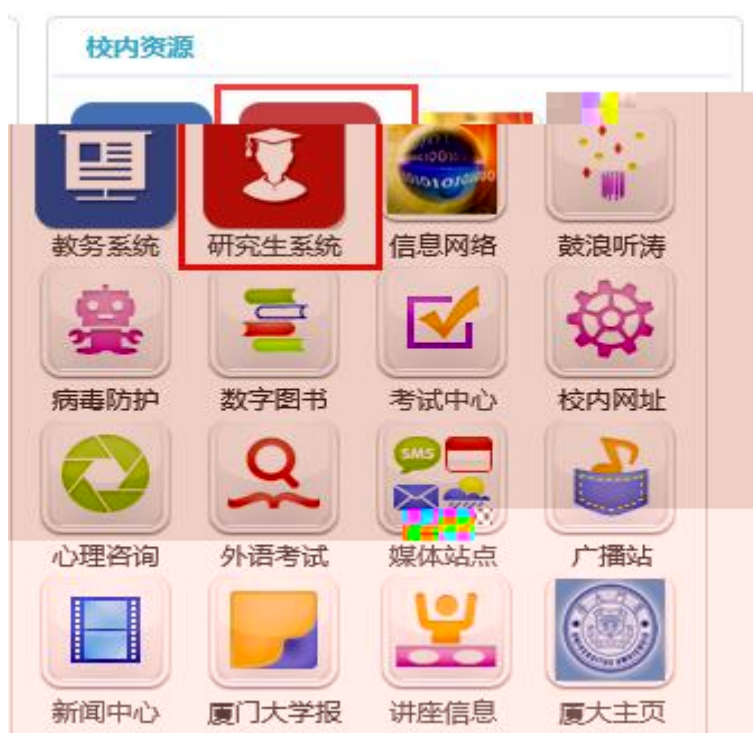 校内资源
教务系统 研究生系统 信息网络 鼓浪听涛
病毒防护 数字图书 考试中心 校内网址
SMS
心理咨询 外语考试 媒体站点 广播站
新闻中心 厦门大学报 讲座信息 厦大主页